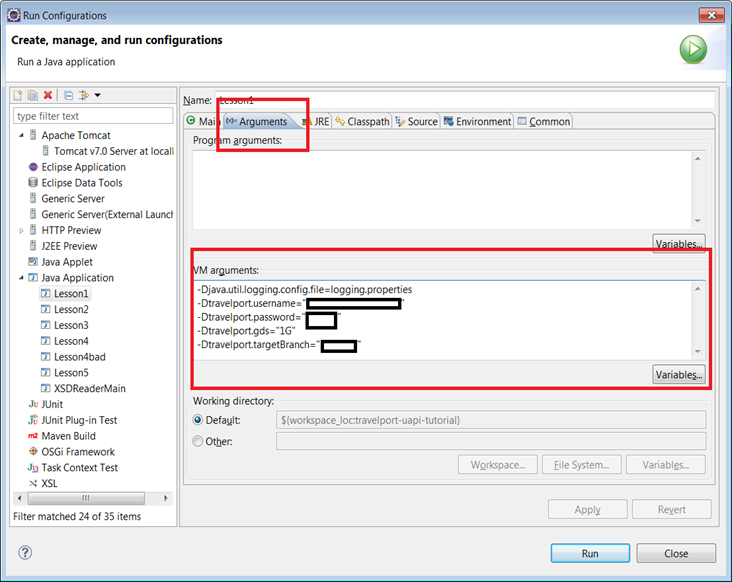 Run Configurations
Create, manage, and run configurations
Run a Java application
type filter text
Apache Tomcat
Tomcat v7.0 Server at locall
Eclipse Application
Eclipse Data Tools
Generic Server
Generic Server(External Launch
HTTP Preview
J2EE Preview
Java Applet
Java Application
Lesson1
Lesson2
Lesson3
Lesson4
Lesson4bad
Lesson5
XSDReaderMain
JUnit
JUnit Plug-in Test
Maven Build
OSGi Framework
Task Context Test
XSL
Filter matched 24 of 35 items
Name: Lesson1
Main Arguments JRE Classpath Source Environment Common
Program arguments:
Variables...
VM arguments:
-Djava.util.logging.config.file=logging.properties
-Dtravelport.username=" "
-Dtravelport.password=" "
-Dtravelport.gds="1G"
-Dtravelport.targetBranch=" "
Variables...
Working directory:
Default: ${workspace_loc:travelport-uapi-tutorial}
Other:
Workspace... File System... Variables...
Apply Revert
Run Close